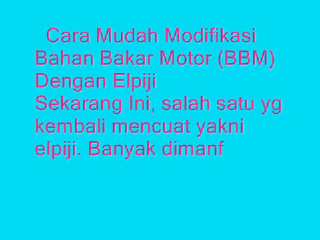 Cara Mudah Modifikasi
Bahan Bakar Motor (BBM)
Dengan Elpiji
Sekarang Ini, salah satu yg
kembali mencuat yakni
elpiji. Banyak dimanf